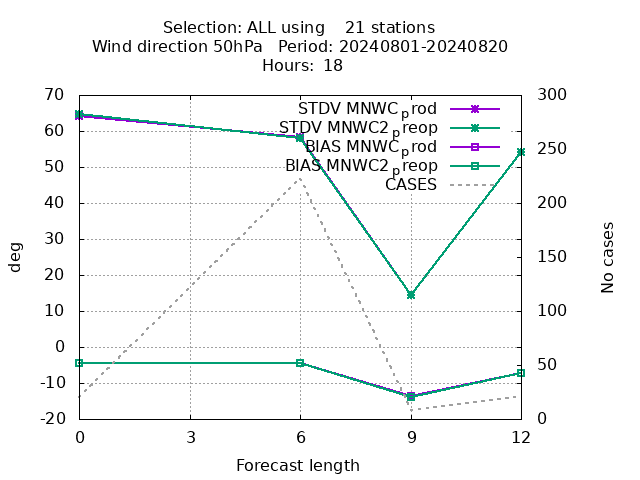 Selection: ALL using    21 stations
Wind direction 50hPa   Period: 20240801-20240820
Hours: 18
STDV MNWC_prod
STDV MNWC2_preop
BIAS MNWC_prod
BIAS MNWC2_preop
CASES
70
60
50
40
30
20
10
0
-10
-20
300
250
200
150
100
50
0
0 3 6 9 12
deg
No cases
Forecast length